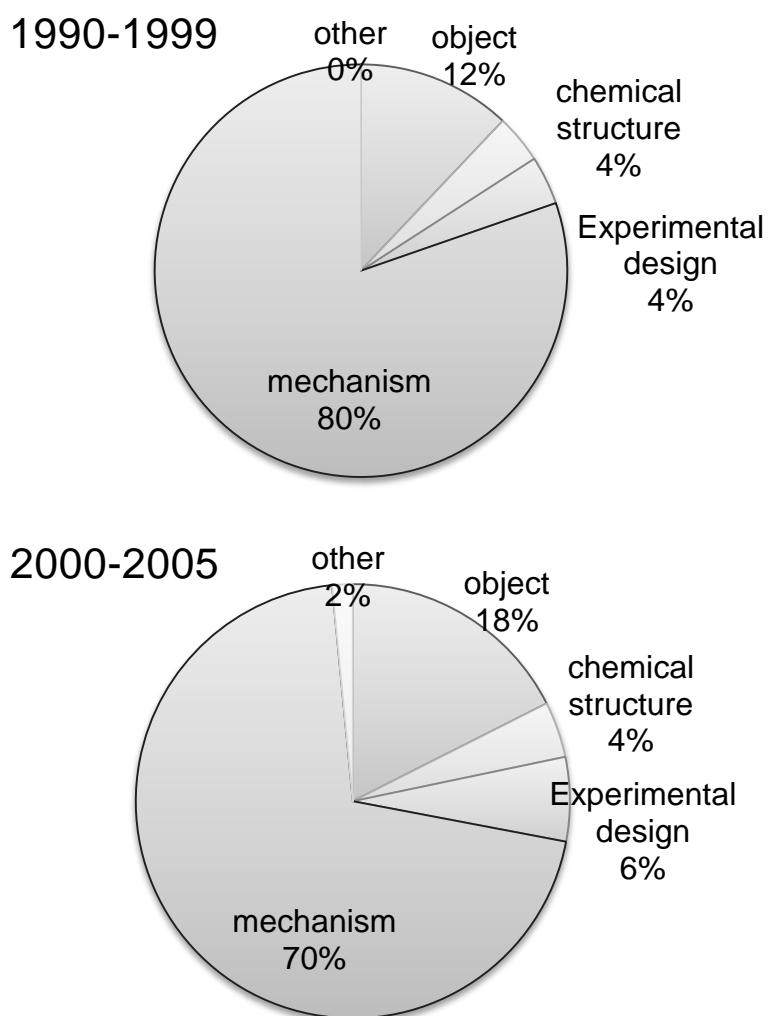 1990-1999
other
0%
object
12%
chemical
structure
4%
Experimental
design
4%
mechanism
80%
2000-2005
other
2%
object
18%
chemical
structure
4%
Experimental
design
6%
mechanism
70%